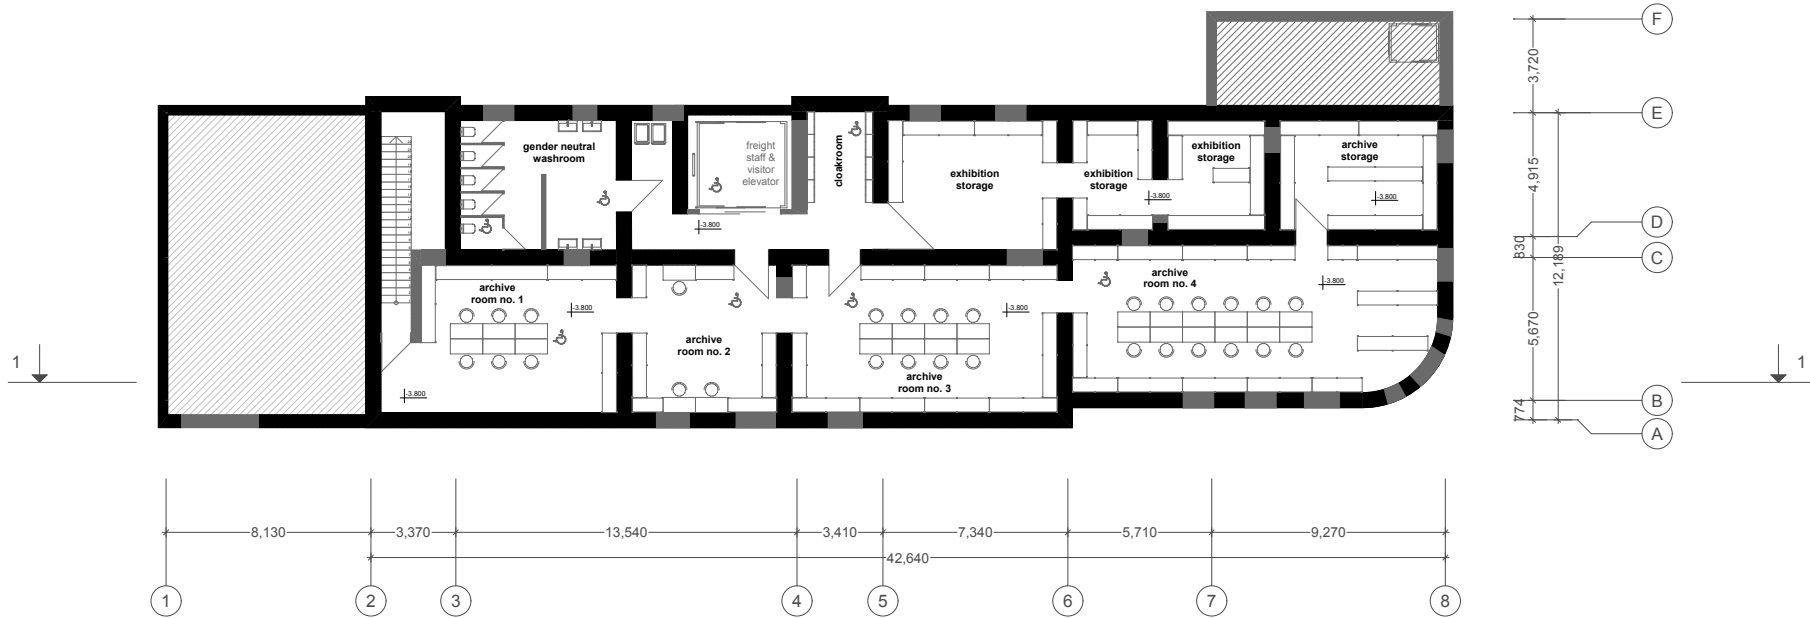 F
3,720
E
gender neutral
washroom
freight
staff &
visitor
elevator
cloakroom
exhibition
storage
exhibition
storage
exhibition
storage
archive
storage
4,915
-3.800
-3.800
-3.800
D
830
12,189
C
archive
room no. 1
-3.800
archive
room no. 2
-3.800
archive
room no. 3
archive
room no. 4
-3.800
5,670
1
1
-3.800
B
774
A
8,130
3,370
13,540
3,410
7,340
5,710
9,270
42,640
1
2
3
4
5
6
7
8